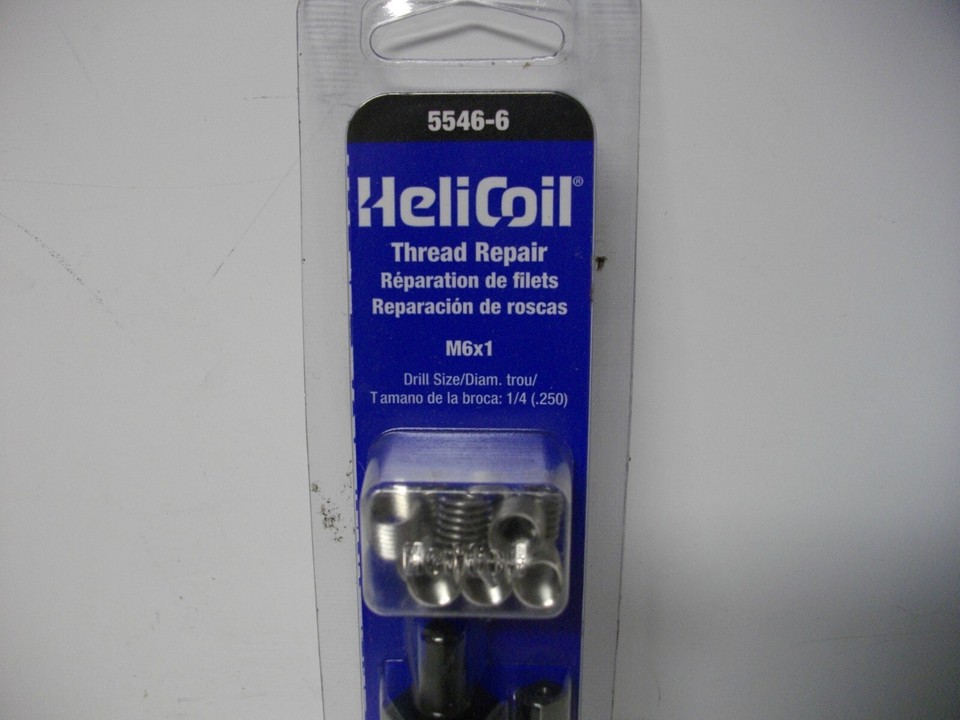 5546-6
HeliCoil®
Thread Repair
Réparation de filets
Reparación de roscas
M6x1
Drill Size/Diam. trou/
Tamano de la broca: 1/4 (.250)